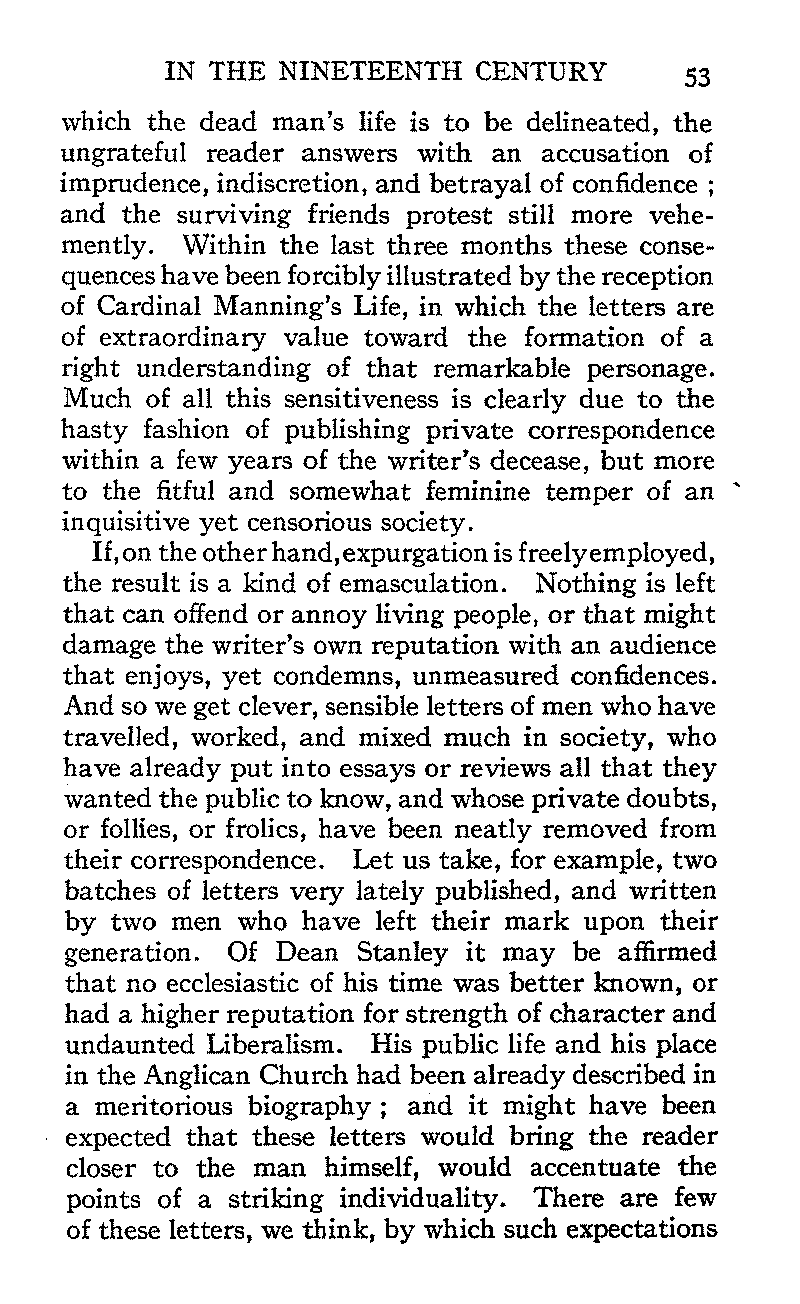 IN THE NINETEENTH CENTURY 53
which the dead man's life is to be delineated, the
ungrateful reader answers with an accusation of
imprudence, indiscretion, and betrayal of confidence ;
and the surviving friends protest still more vehe-
mently. Within the last three months these conse-
quences have been forcibly illustrated by the reception
of Cardinal Manning's Life, in which the letters are
of extraordinary value toward the formation of a
right understanding of that remarkable personage.
Much of all this sensitiveness is clearly due to the
hasty fashion of publishing private correspondence
within a few years of the writer's decease, but more
to the fitful and somewhat feminine temper of an
inquisitive yet censorious society.
If, on the other hand, expurgation is freely employed,
the result is a kind of emasculation. Nothing is left
that can offend or annoy living people, or that might
damage the writer's own reputation with an audience
that enjoys, yet condemns, unmeasured confidences.
And so we get clever, sensible letters of men who have
travelled, worked, and mixed much in society, who
have already put into essays or reviews all that they
wanted the public to know, and whose private doubts,
or follies, or frolics, have been neatly removed from
their correspondence. Let us take, for example, two
batches of letters very lately published, and written
by two men who have left their mark upon their
generation. Of Dean Stanley it may be affirmed
that no ecclesiastic of his time was better known, or
had a higher reputation for strength of character and
undaunted Liberalism. His public life and his place
in the Anglican Church had been already described in
a meritorious biography ; and it might have been
expected that these letters would bring the reader
closer to the man himself, would accentuate the
points of a striking individuality. There are few
of these letters, we think, by which such expectations